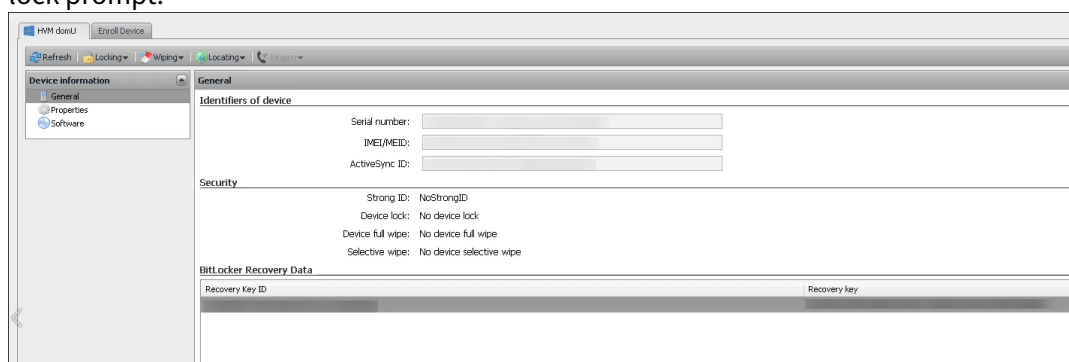 lock prompt.
HVM domU Enroll Device
Refresh Locking Wiping Locating Ringing
Device information General
General
Properties
Software
Identifiers of device
Serial number:
IMEI/MEID:
ActiveSync ID:
Security
Strong ID: NoStrongID
Device lock: No device lock
Device full wipe: No device full wipe
Selective wipe: No device selective wipe
BitLocker Recovery Data
Recovery Key ID Recovery key